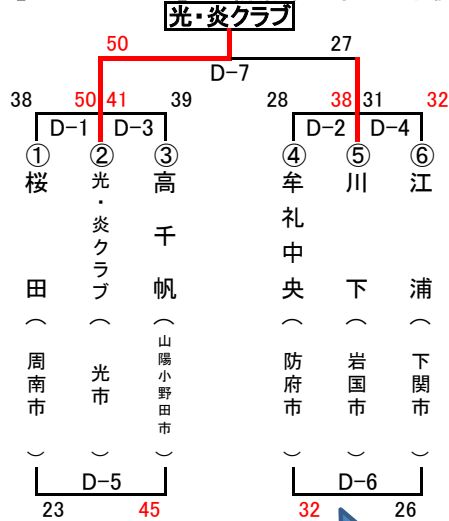 光・炎クラブ
50 27
D-7
38 50 41 39 28 38 31 32
D-1 D-3 D-2 D-4
① ② ③ ④ ⑤ ⑥
桜田（周南市）
光・炎クラブ（光市）
高千帆（山陽小野田市）
牟礼中央（防府市）
川下（岩国市）
江浦（下関市）
D-5 D-6
23 45 32 26